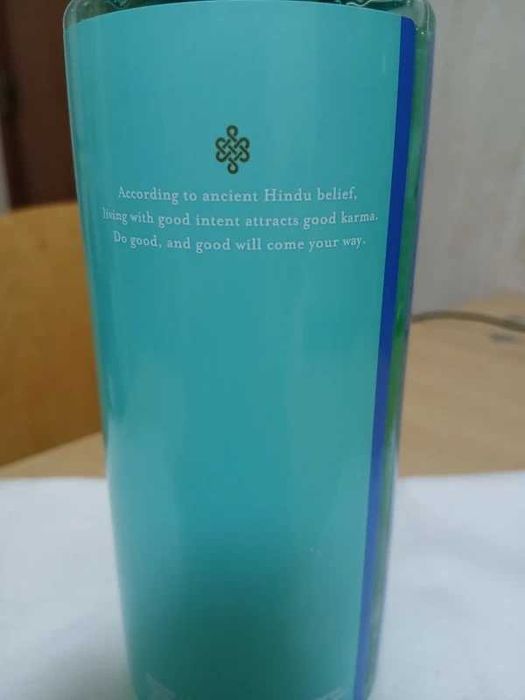 According to ancient Hindu belief,
living with good intent attracts good karma.
Do good, and good will come your way.